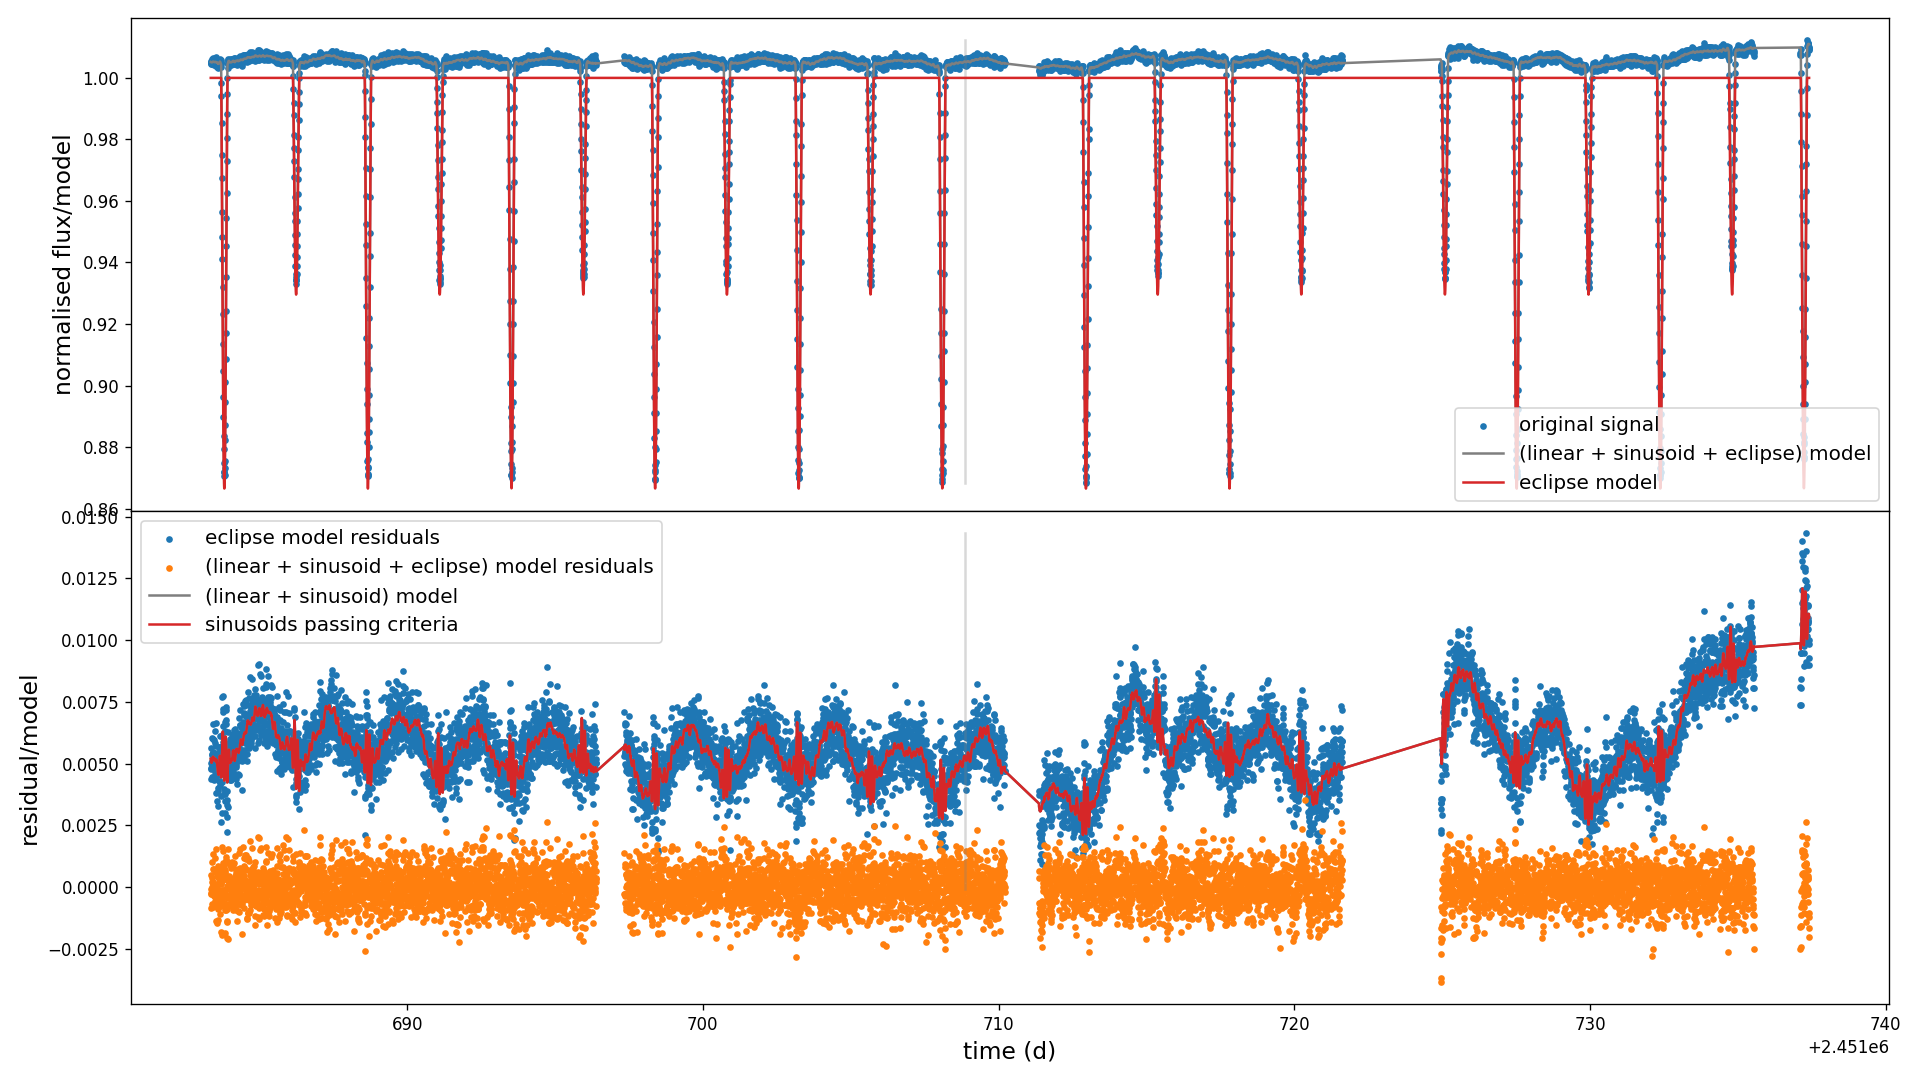 normalised flux/model
1.00
0.98
0.96
0.94
0.92
0.90
0.88
0.86
original signal
(linear + sinusoid + eclipse) model
eclipse model
residual/model
0.0150
0.0125
0.0100
0.0075
0.0050
0.0025
0.0000
−0.0025
eclipse model residuals
(linear + sinusoid + eclipse) model residuals
(linear + sinusoid) model
sinusoids passing criteria
690
700
710
720
730
740
time (d)
+2.451e6